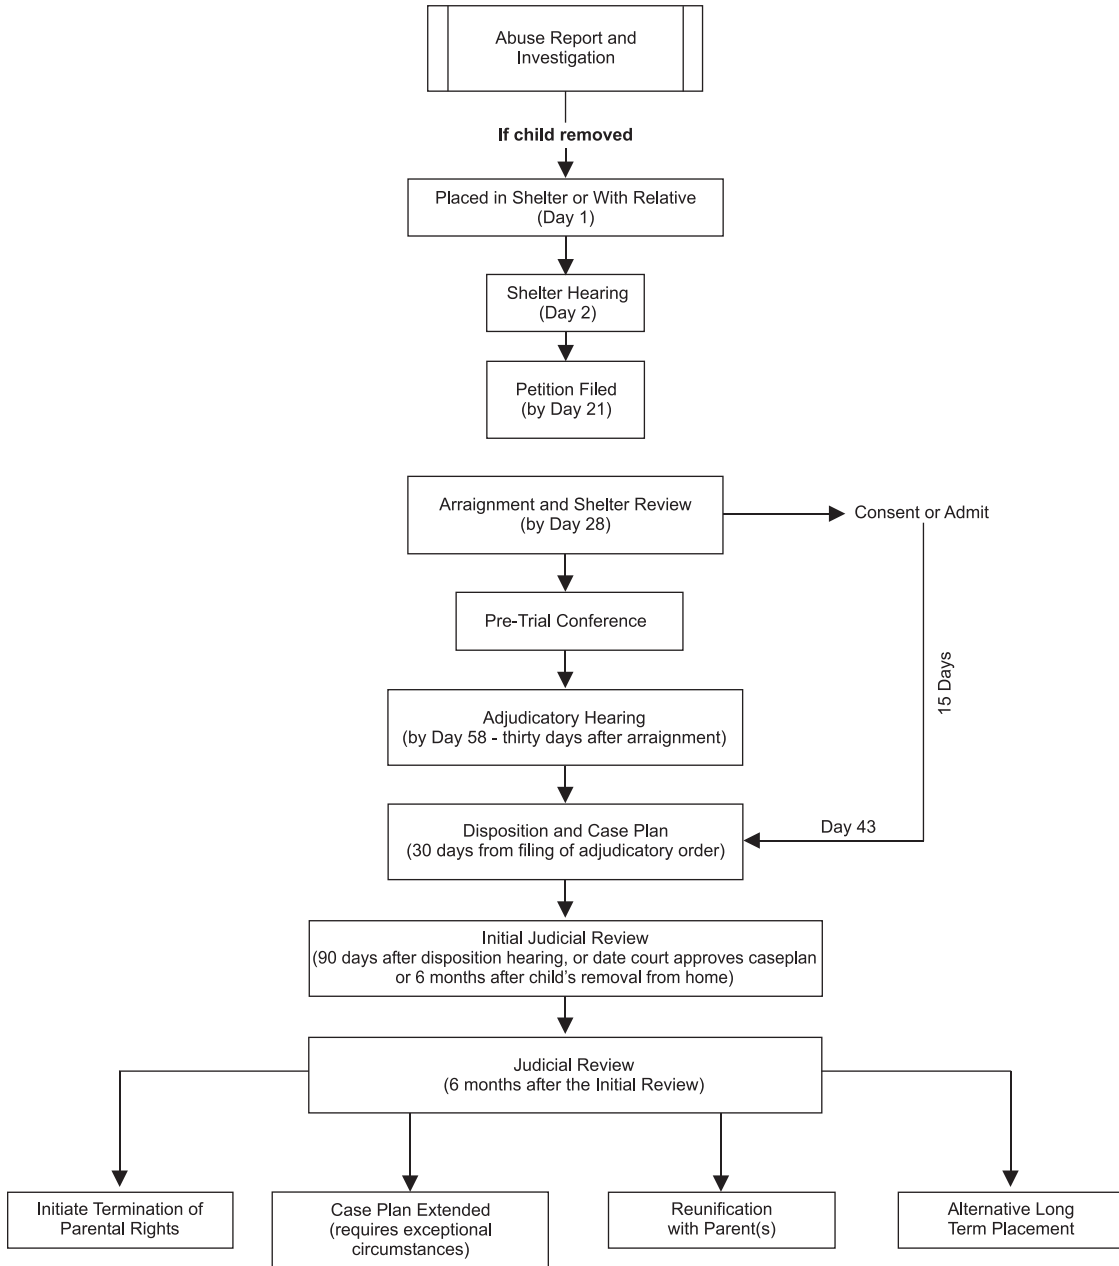 Abuse Report and
Investigation
If child removed
Placed in Shelter or With Relative
(Day 1)
Shelter Hearing
(Day 2)
Petition Filed
(by Day 21)
Arraignment and Shelter Review
(by Day 28)
Consent or Admit
Pre-Trial Conference
15 Days
Adjudicatory Hearing
(by Day 58 - thirty days after arraignment)
Day 43
Disposition and Case Plan
(30 days from filing of adjudicatory order)
Initial Judicial Review
(90 days after disposition hearing, or date court approves caseplan
or 6 months after child's removal from home)
Judicial Review
(6 months after the Initial Review)
Initiate Termination of
Parental Rights
Case Plan Extended
(requires exceptional
circumstances)
Reunification
with Parent(s)
Alternative Long
Term Placement